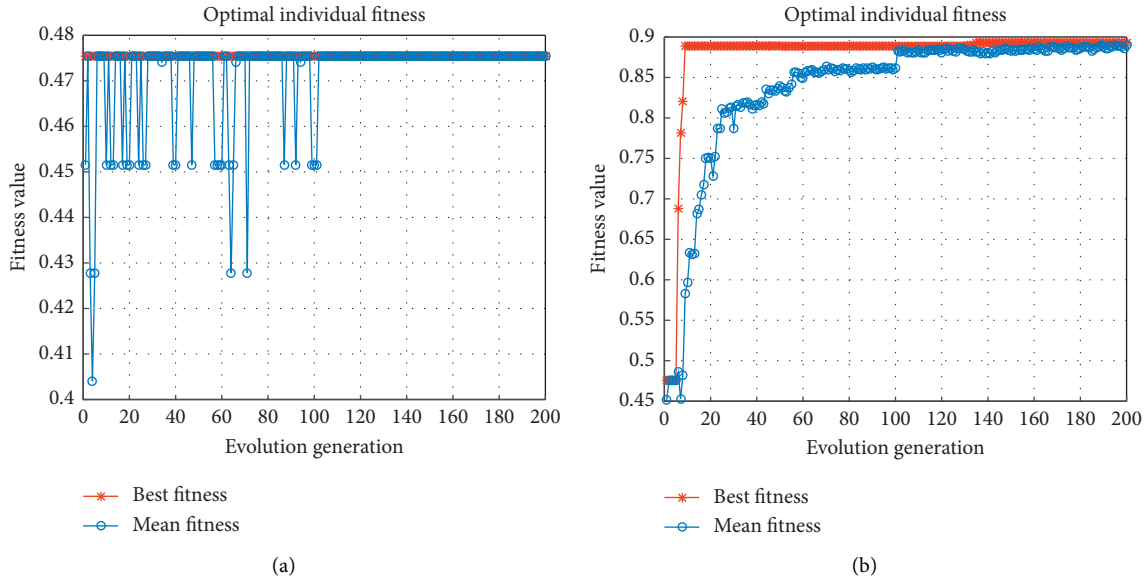 Optimal individual fitness
0.48
0.47
0.46
0.45
0.44
0.43
0.42
0.41
0.4
Fitness value
0 20 40 60 80 100 120 140 160 180 200
Evolution generation
Best fitness
Mean fitness
(a)
Optimal individual fitness
0.9
0.85
0.8
0.75
0.7
0.65
0.6
0.55
0.5
0.45
Fitness value
0 20 40 60 80 100 120 140 160 180 200
Evolution generation
Best fitness
Mean fitness
(b)